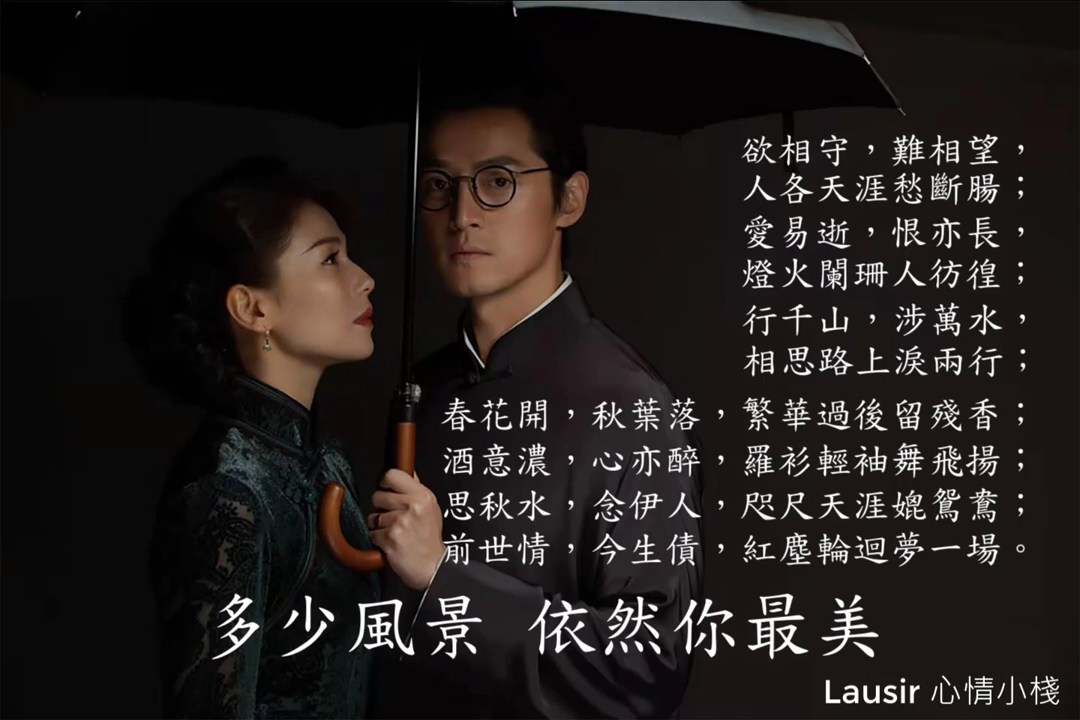 欲相守，難相望，
人各天涯愁斷腸；
愛易逝，恨亦長，
燈火闌珊人彷徨；
行千山，涉萬水，
相思路上淚兩行；
春花開，秋葉落，繁華過後留殘香；
酒意濃，心亦醉，羅衫輕袖舞飛揚；
思秋水，念伊人，咫尺天涯媲鴛鴦；
前世情，今生債，紅塵輪迴夢一場。
多少風景 依然你最美
Lausir 心情小棧